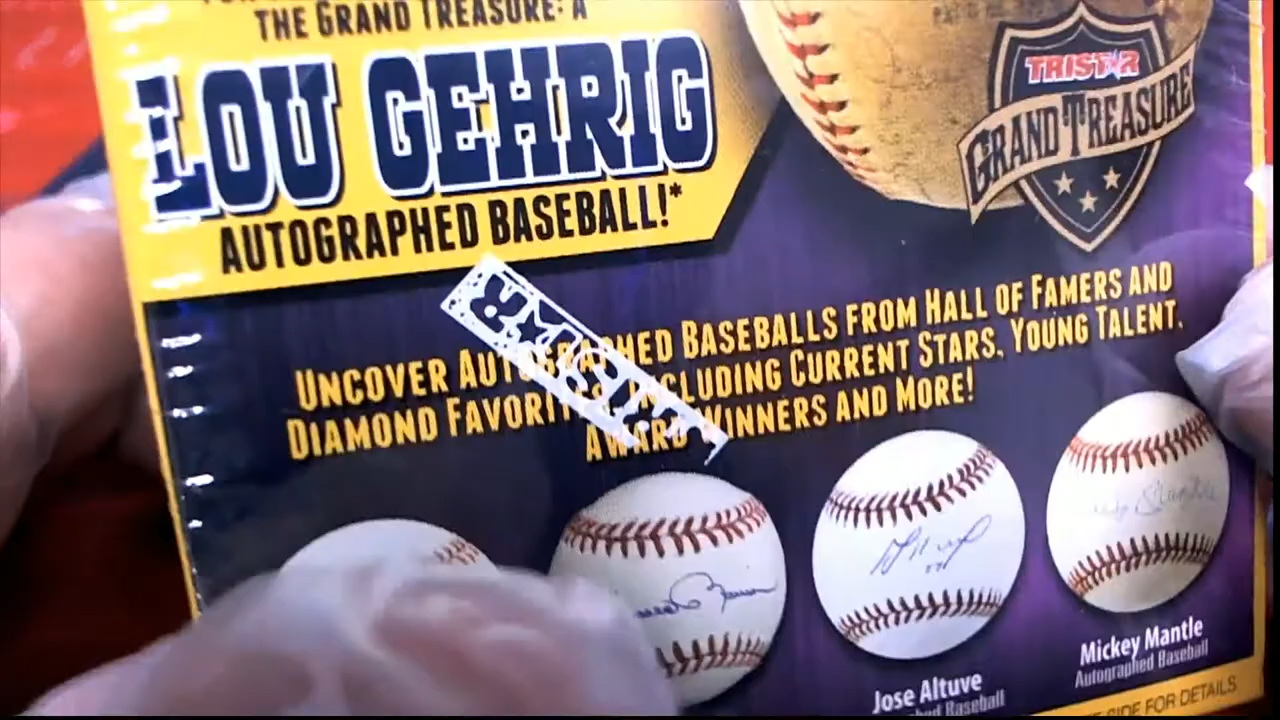 THE GRAND TREASURE: A
LOU GEHRIG
AUTOGRAPHED BASEBALL!*
TRISTAR
GRAND TREASURE
UNCOVER AUTOGRAPHED BASEBALLS FROM HALL OF FAMERS AND
DIAMOND FAVORITES, INCLUDING CURRENT STARS, YOUNG TALENT,
AWARD WINNERS AND MORE!
TRISTAR
Jose Altuve
Baseball
Mickey Mantle
Autographed Baseball
SIDE FOR DETAILS